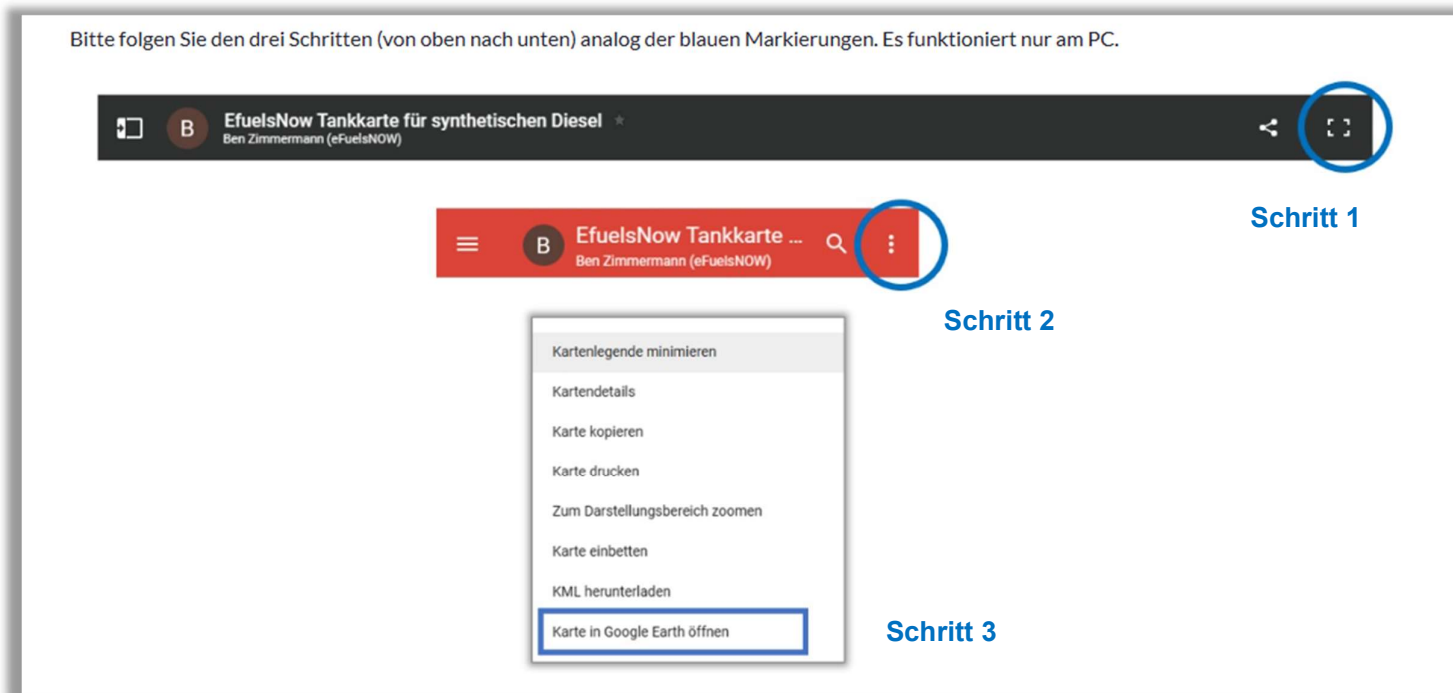 Bitte folgen Sie den drei Schritten (von oben nach unten) analog der blauen Markierungen. Es funktioniert nur am PC.
B
EfuelsNow Tankkarte für synthetischen Diesel
Ben Zimmermann (eFuelsNOW)
Schritt 1
B
EfuelsNow Tankkarte ...
Ben Zimmermann (eFuelsNOW)
Schritt 2
Kartenlegende minimieren
Kartendetails
Karte kopieren
Karte drucken
Zum Darstellungsbereich zoomen
Karte einbetten
KML herunterladen
Karte in Google Earth öffnen
Schritt 3